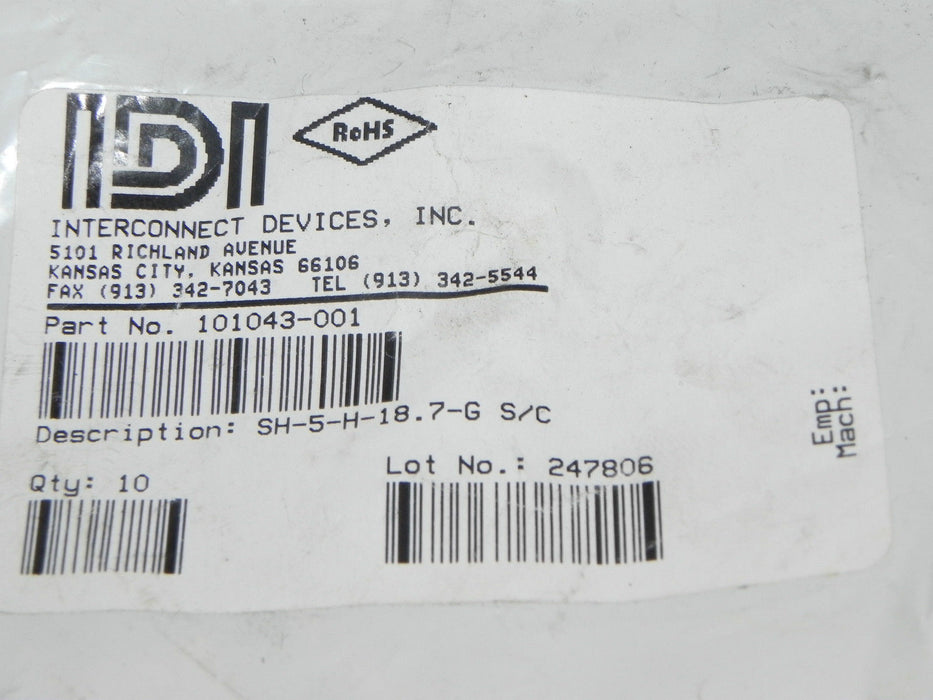 IDI
RoHS
INTERCONNECT DEVICES, INC.
5101 RICHLAND AVENUE
KANSAS CITY, KANSAS 66106
FAX (913) 342-7043 TEL (913) 342-5544
Part No. 101043-001
Description: SH-5-H-18.7-G S/C
Qty: 10
Lot No.: 247806
Emp:
Mach: